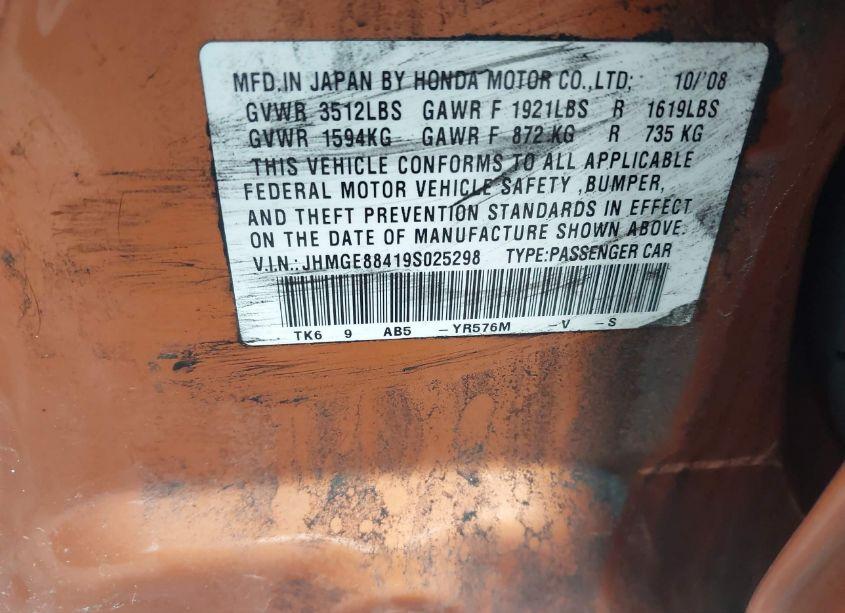 MFD.IN JAPAN BY HONDA MOTOR CO.,LTD; 10/'08
GVWR 3512LBS GAWR F 1921LBS R 1619LBS
GVWR 1594KG GAWR F 872 KG R 735 KG
THIS VEHICLE CONFORMS TO ALL APPLICABLE
FEDERAL MOTOR VEHICLE SAFETY ,BUMPER,
AND THEFT PREVENTION STANDARDS IN EFFECT
ON THE DATE OF MANUFACTURE SHOWN ABOVE.
V.I.N.: JHMGE88419S025298 TYPE:PASSENGER CAR
TK6 9 AB5 -YR576M -V -S